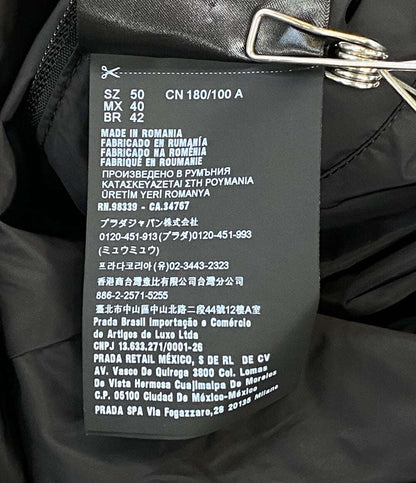 SZ 50 CN 180/100 A
MX 40
BR 42
MADE IN ROMANIA
FABRICADO EN RUMANÍA
FABRICADO NA ROMÊNIA
FABRIQUÉ EN ROUMANIE
ПРОИЗВЕДЕНО В РУМЪНИЯ
ΚΑΤΑΣΚΕΥΑΖΕΤΑΙ ΣΤΗ ΡΟΥΜΑΝΙΑ
ÜRETİM YERI ROMANYA
RN.98339 - CA.34767
プラダジャパン株式会社
0120-451-913 (プラダ) 0120-451-993
(ミュウミュウ)
프라다코리아 (유) 02-3443-2323
香港商台灣普比有限公司台灣分公司
886-2-2571-5255
臺北市中山區中山北路二段44號12樓A室
Prada Brasil Importação e Comércio
de Artigos de Luxo Ltda
CNPJ 13.633.271/0001-26
PRADA RETAIL MÉXICO, S DE RL DE CV
AV. Vasco De Quiroga 3800 Col. Lomas
De Vista Hermosa Cuajimalpa De Morelos
C.P. 05100 Ciudad De México-México
PRADA SPA Via Fogazzaro,28 20135 Milano